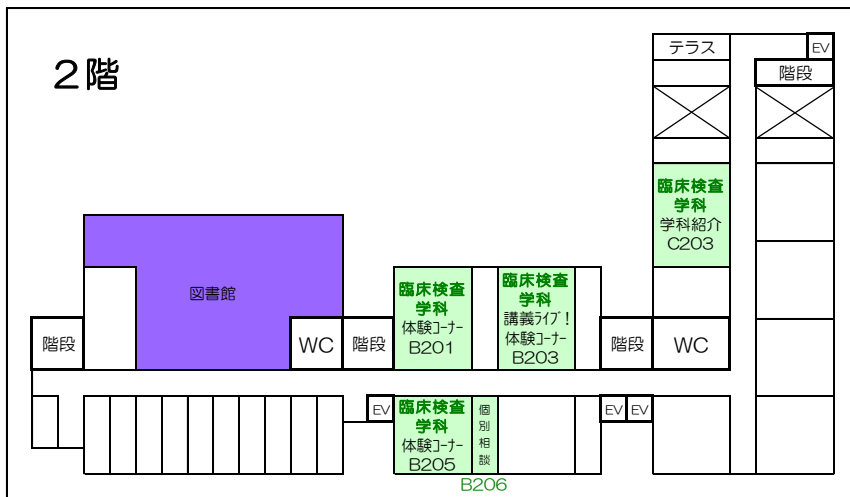 2階
テラス
EV
階段
臨床検査
学科
学科紹介
C203
図書館
臨床検査
学科
体験ｺｰﾅｰ
B201
臨床検査
学科
講義ﾗｲﾌﾞ!
体験ｺｰﾅｰ
B203
階段
WC
階段
階段
WC
EV
臨床検査
学科
体験ｺｰﾅｰ
B205
個
別
相
談
EV
EV
B206